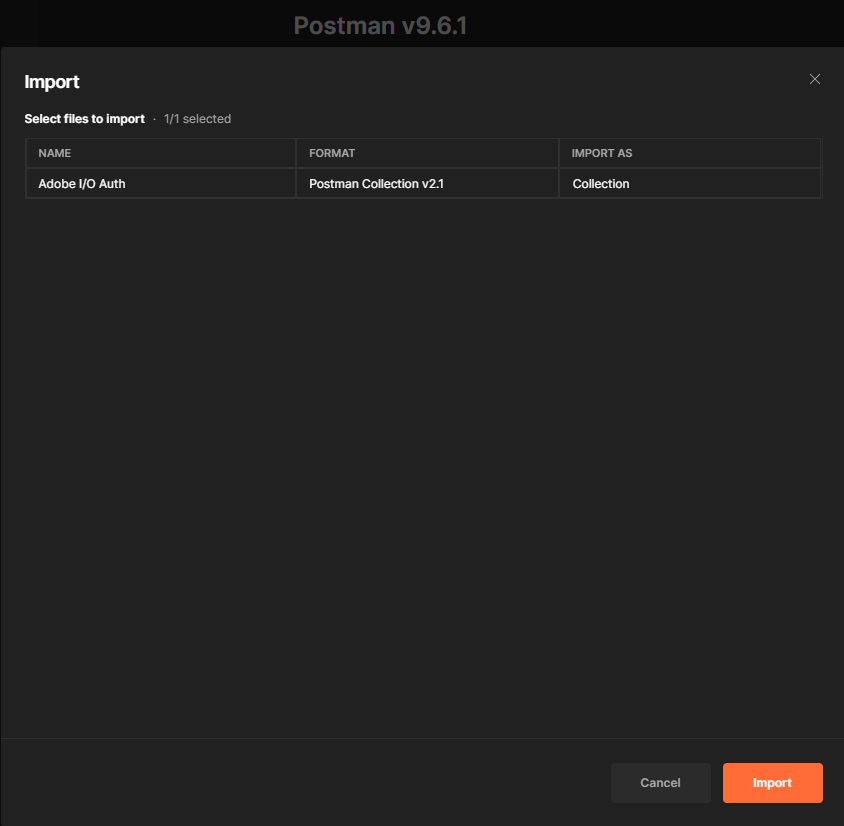 Postman v9.6.1
Import
Select files to import · 1/1 selected
NAME FORMAT IMPORT AS
Adobe I/O Auth Postman Collection v2.1 Collection
Cancel Import